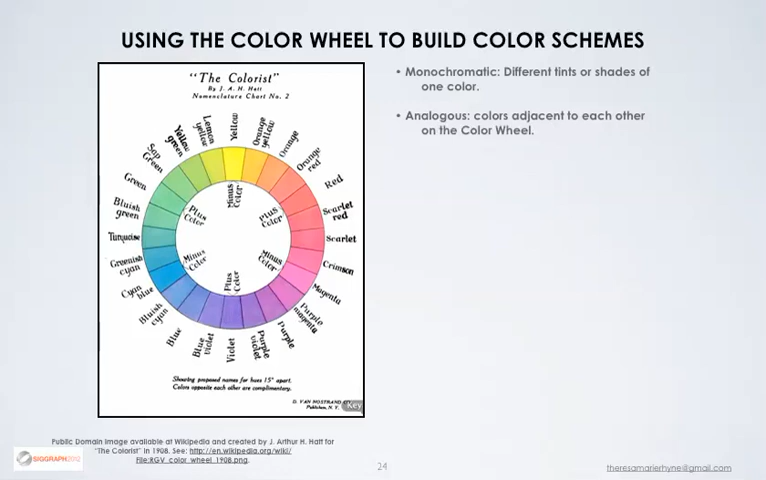 USING THE COLOR WHEEL TO BUILD COLOR SCHEMES
"The Colorist"
By J. A. H. Hatt
Nomenclature Chart No. 2
Yellow
Orange yellow
Orange
Orange red
Red
Scarlet red
Scarlet
Crimson
Magenta
Purple magenta
Purple
Purple violet
Violet
Blue violet
Blue
Bluish cyan
Cyan blue
Greenish cyan
Turquoise
Bluish green
Green
Sap Green
Yellow green
Lemon yellow
Minus Color
Plus Color
Minus Color
Plus Color
Minus Color
Plus Color
Showing proposed names for hues 15° apart.
Colors opposite each other are complimentary.
D. VAN NOSTRAND
Publishers, N. Y.
Key
• Monochromatic: Different tints or shades of
one color.
• Analogous: colors adjacent to each other
on the Color Wheel.
Public Domain image available at Wikipedia and created by J. Arthur H. Hatt for
"The Colorist" in 1908. See: http://en.wikipedia.org/wiki/
File:RGV_color_wheel_1908.png.
SIGGRAPH2012
24
theresamarierhyne@gmail.com